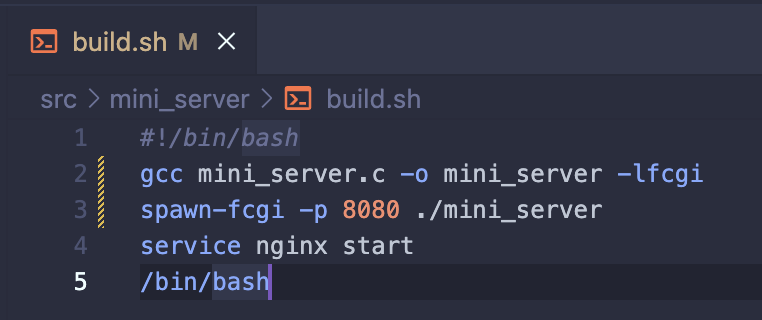 build.sh M
src > mini_server > build.sh
1 #!/bin/bash
2 gcc mini_server.c -o mini_server -lfcgi
3 spawn-fcgi -p 8080 ./mini_server
4 service nginx start
5 /bin/bash